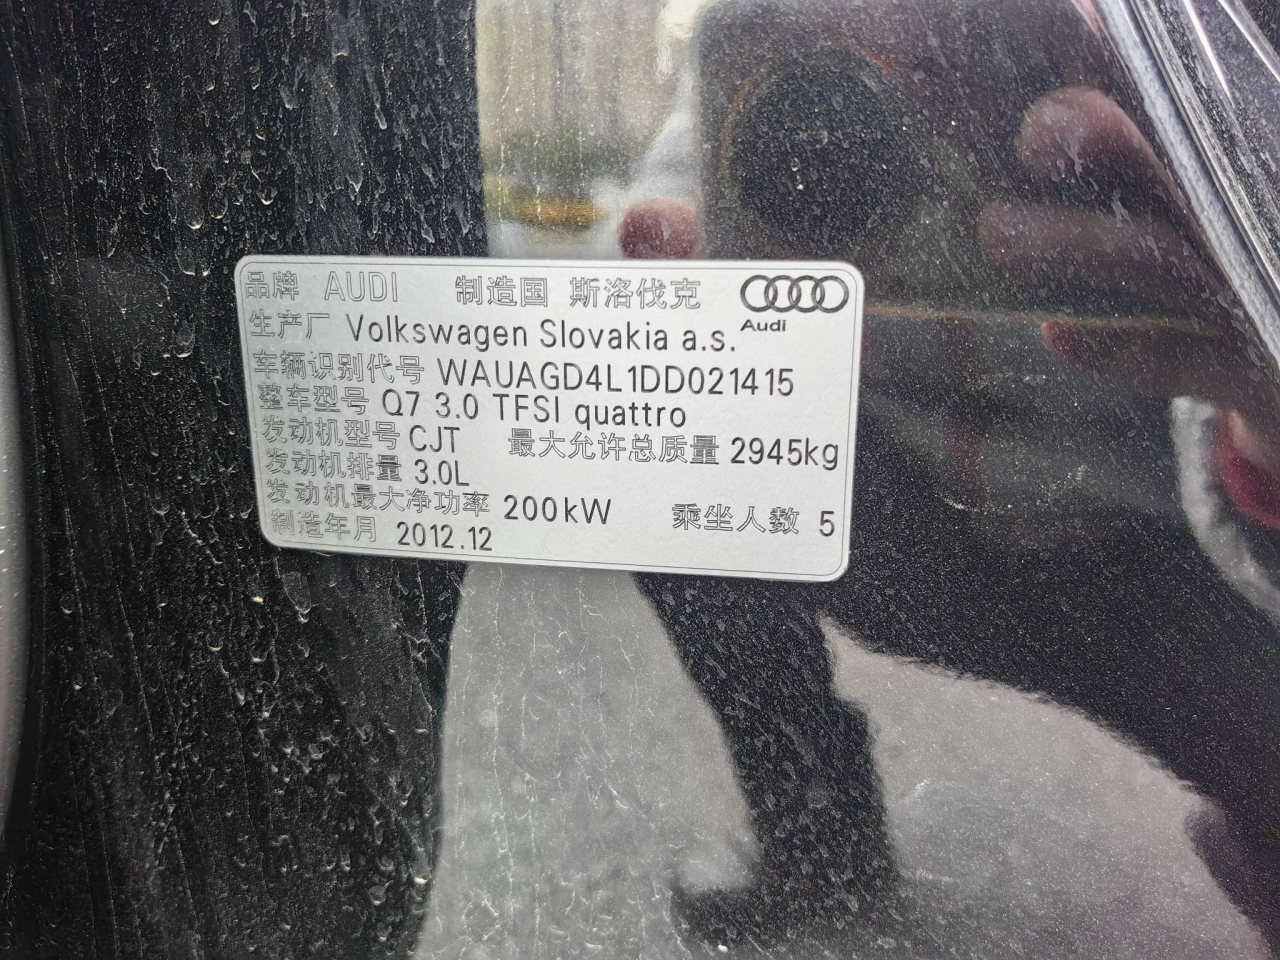 品牌 AUDI 制造国 斯洛伐克
Audi
生产厂 Volkswagen Slovakia a.s.
车辆识别代号 WAUAGD4L1DD021415
整车型号 Q7 3.0 TFSI quattro
发动机型号 CJT 最大允许总质量 2945kg
发动机排量 3.0L
发动机最大净功率 200kW 乘坐人数 5
制造年月 2012.12